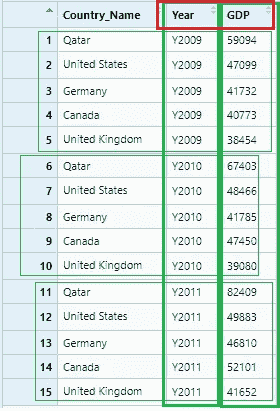 Country_Name Year GDP
1 Qatar Y2009 59094
2 United States Y2009 47099
3 Germany Y2009 41732
4 Canada Y2009 40773
5 United Kingdom Y2009 38454
6 Qatar Y2010 67403
7 United States Y2010 48466
8 Germany Y2010 41785
9 Canada Y2010 47450
10 United Kingdom Y2010 39080
11 Qatar Y2011 82409
12 United States Y2011 49883
13 Germany Y2011 46810
14 Canada Y2011 52101
15 United Kingdom Y2011 41652